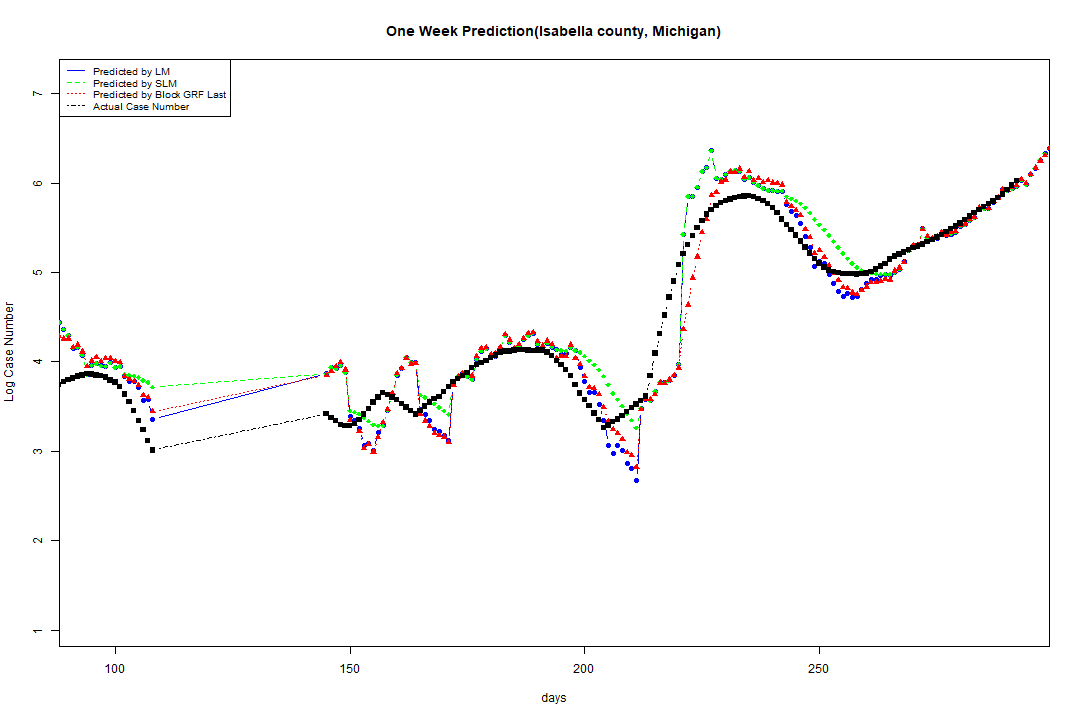 One Week Prediction(Isabella county, Michigan)
Predicted by LM
Predicted by SLM
Predicted by Block GRF Last
Actual Case Number
7
6
5
4
3
2
1
Log Case Number
100 150 200 250
days